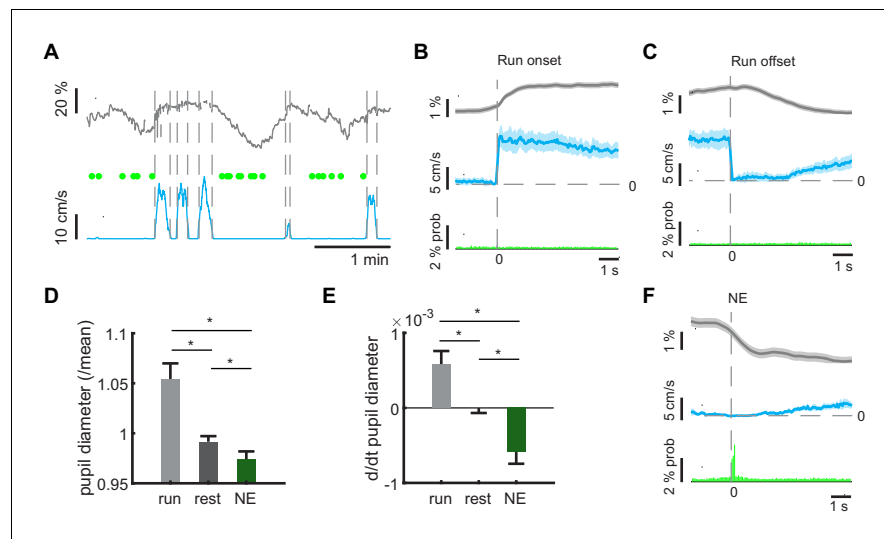 A
20 %
10 cm/s
1 min
B
Run onset
1 %
5 cm/s
0
2 % prob
0
1 s
C
Run offset
1 %
5 cm/s
0
2 % prob
0
1 s
D
pupil diameter (/mean)
1.1
1.05
1
0.95
*
*
*
run rest NE
E
× 10⁻³
d/dt pupil diameter
1
0
-1
*
*
*
run rest NE
F
NE
1 %
5 cm/s
0
2 % prob
0
1 s